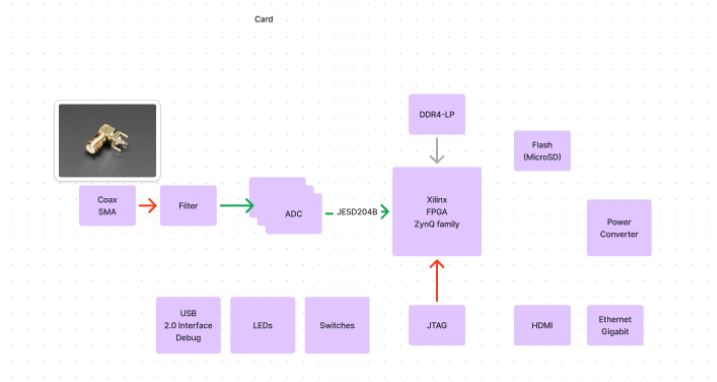 Card
DDR4-LP
Flash
(MicroSD)
Coax
SMA
Filter
ADC
JESD204B
Xilinx
FPGA
ZynQ family
Power
Converter
USB
2.0 Interface
Debug
LEDs
Switches
JTAG
HDMI
Ethernet
Gigabit